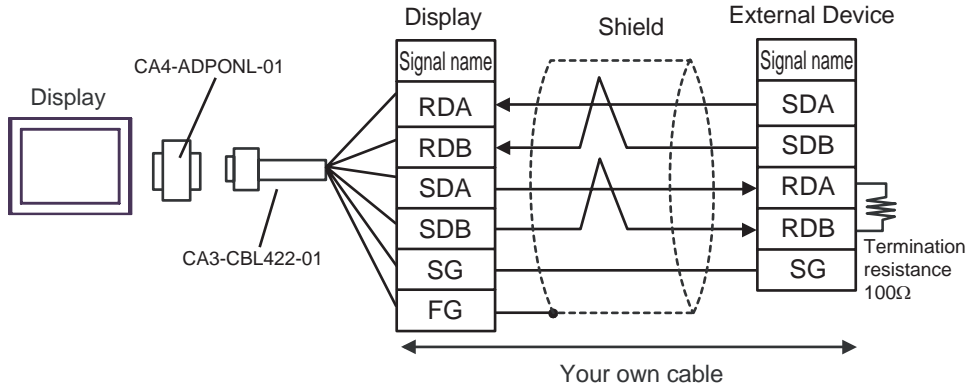 Display
CA4-ADPONL-01
CA3-CBL422-01
Display
Signal name
RDA
RDB
SDA
SDB
SG
FG
Shield
External Device
Signal name
SDA
SDB
RDA
RDB
SG
Termination
resistance
100Ω
Your own cable